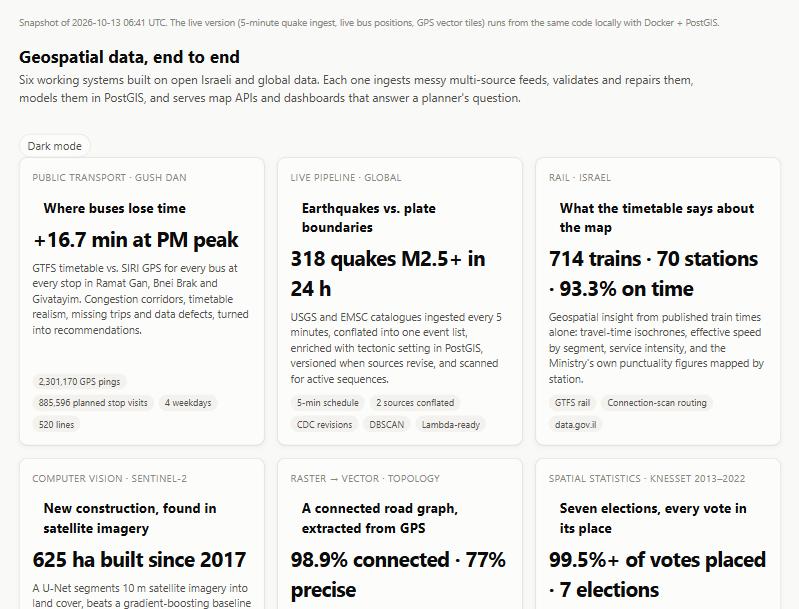 Snapshot of 2026-10-13 06:41 UTC. The live version (5-minute quake ingest, live bus positions, GPS vector tiles) runs from the same code locally with Docker + PostGIS.
Geospatial data, end to end
Six working systems built on open Israeli and global data. Each one ingests messy multi-source feeds, validates and repairs them,
models them in PostGIS, and serves map APIs and dashboards that answer a planner's question.
Dark mode
PUBLIC TRANSPORT · GUSH DAN
Where buses lose time
+16.7 min at PM peak
GTFS timetable vs. SIRI GPS for every bus at
every stop in Ramat Gan, Bnei Brak and
Givatayim. Congestion corridors, timetable
realism, missing trips and data defects, turned
into recommendations.
2,301,170 GPS pings
885,596 planned stop visits
4 weekdays
520 lines
LIVE PIPELINE · GLOBAL
Earthquakes vs. plate
boundaries
318 quakes M2.5+ in
24 h
USGS and EMSC catalogues ingested every 5
minutes, conflated into one event list,
enriched with tectonic setting in PostGIS,
versioned when sources revise, and scanned
for active sequences.
5-min schedule
2 sources conflated
CDC revisions
DBSCAN
Lambda-ready
RAIL · ISRAEL
What the timetable says about
the map
714 trains · 70 stations
· 93.3% on time
Geospatial insight from published train times
alone: travel-time isochrones, effective speed
by segment, service intensity, and the
Ministry's own punctuality figures mapped by
station.
GTFS rail
Connection-scan routing
data.gov.il
COMPUTER VISION · SENTINEL-2
New construction, found in
satellite imagery
625 ha built since 2017
A U-Net segments 10 m satellite imagery into
land cover, beats a gradient-boosting baseline
RASTER → VECTOR · TOPOLOGY
A connected road graph,
extracted from GPS
98.9% connected · 77%
precise
SPATIAL STATISTICS · KNESSET 2013–2022
Seven elections, every vote in
its place
99.5%+ of votes placed
· 7 elections